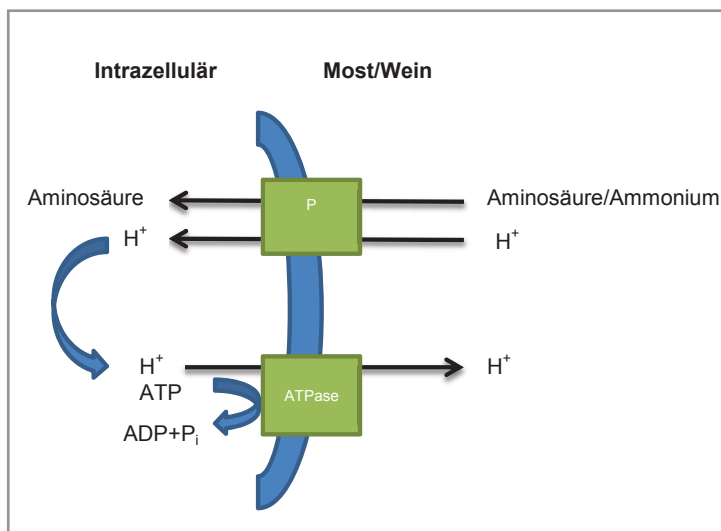 Intrazellulär Most/Wein
Aminosäure P Aminosäure/Ammonium
H⁺ H⁺
H⁺ H⁺
ATP ATPase
ADP+Pᵢ